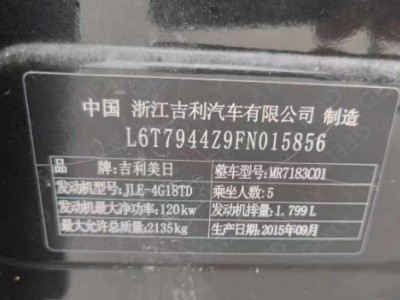 中国 浙江吉利汽车有限公司 制造
L6T7944Z9FN015856
品 牌:吉利美日 整车型号:MR7183C01
发动机型号:JLE-4G18TD 乘坐人数:5
发动机最大净功率:120kw 发动机排量:1.799L
最大允许总质量:2135kg 生产日期:2015年09月